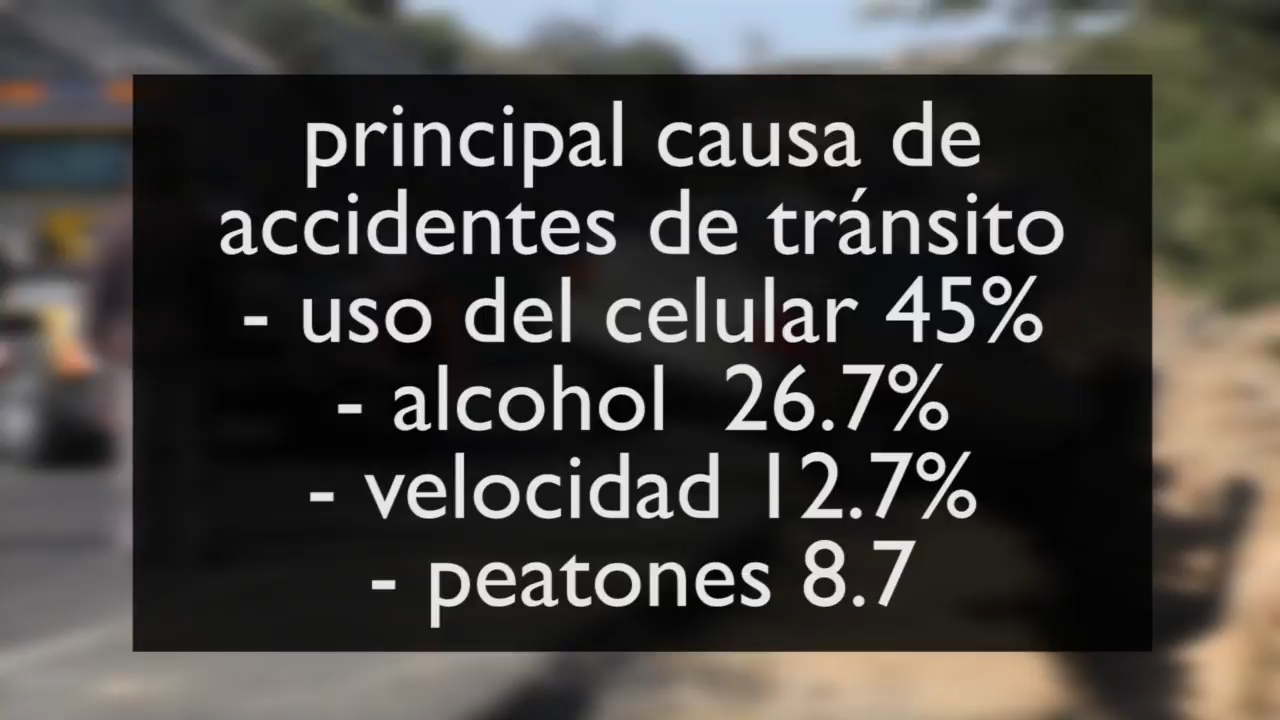 principal causa de
accidentes de tránsito
- uso del celular 45%
- alcohol 26.7%
- velocidad 12.7%
- peatones 8.7